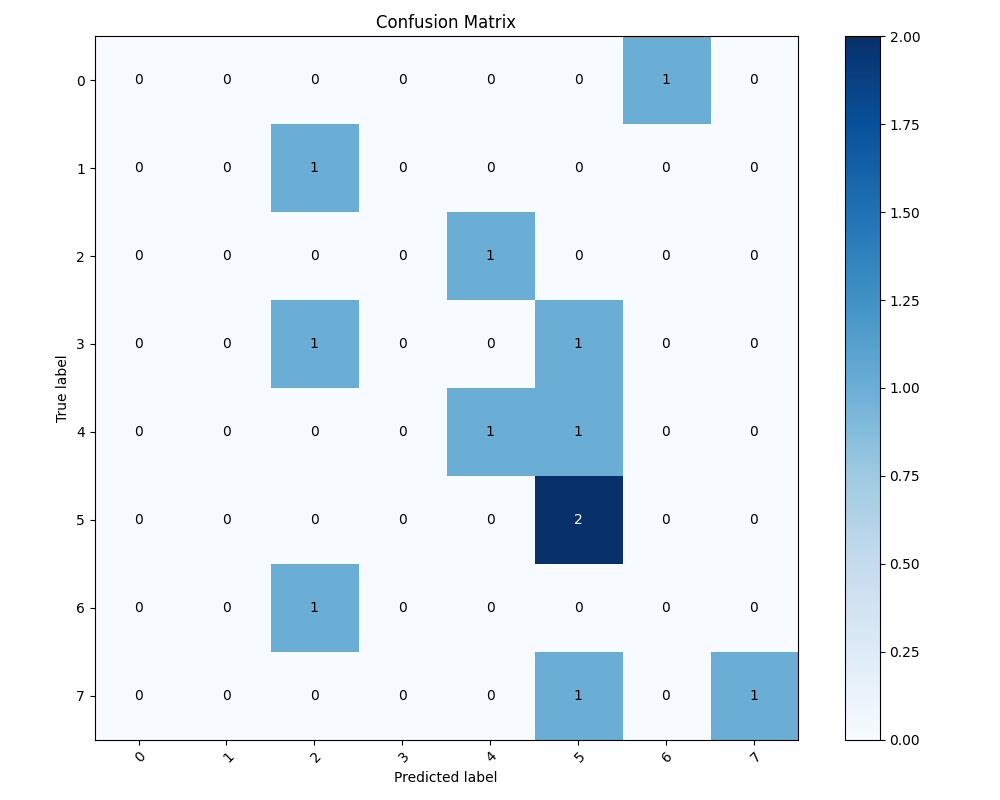 Confusion Matrix
0 0 0 0 0 0 0 1 0
1 0 0 1 0 0 0 0 0
2 0 0 0 0 1 0 0 0
3 0 0 1 0 0 1 0 0
4 0 0 0 0 1 1 0 0
5 0 0 0 0 0 2 0 0
6 0 0 1 0 0 0 0 0
7 0 0 0 0 0 1 0 1
0 1 2 3 4 5 6 7
True label
Predicted label
2.00
1.75
1.50
1.25
1.00
0.75
0.50
0.25
0.00